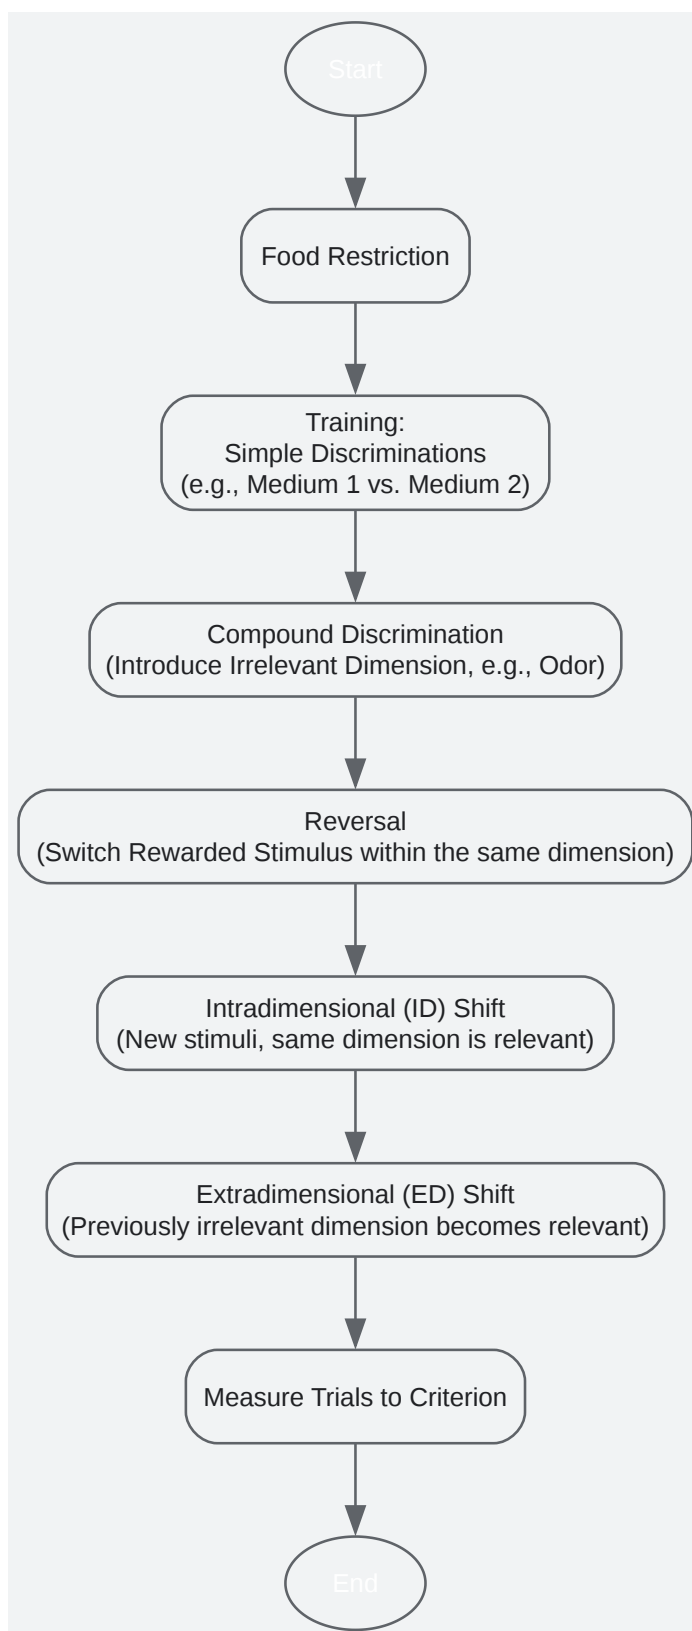 Start
Food Restriction
Training:
Simple Discriminations
(e.g., Medium 1 vs. Medium 2)
Compound Discrimination
(Introduce Irrelevant Dimension, e.g., Odor)
Reversal
(Switch Rewarded Stimulus within the same dimension)
Intradimensional (ID) Shift
(New stimuli, same dimension is relevant)
Extradimensional (ED) Shift
(Previously irrelevant dimension becomes relevant)
Measure Trials to Criterion
End